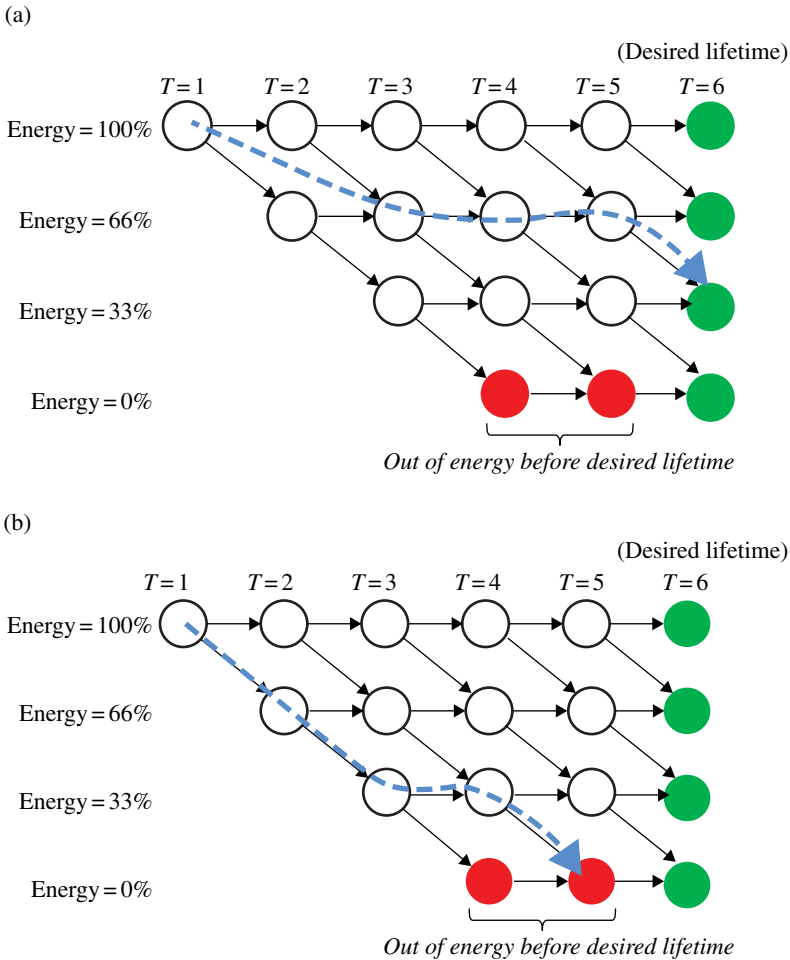 (a)
(Desired lifetime)
T=1 T=2 T=3 T=4 T=5 T=6
Energy=100%
Energy=66%
Energy=33%
Energy=0%
Out of energy before desired lifetime
(b)
(Desired lifetime)
T=1 T=2 T=3 T=4 T=5 T=6
Energy=100%
Energy=66%
Energy=33%
Energy=0%
Out of energy before desired lifetime